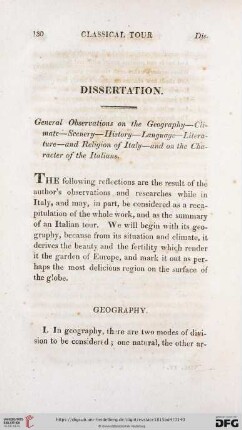 180 CLASSICAL TOUR Dis.
DISSERTATION.
General Observations on the Geography—Cli-
mate—Scenery—History—Language—Litera-
ture—and Religion of Italy—and on the Cha-
racter of the Italians.
THE following reflections are the result of the
author's observations and researches while in
Italy, and may, in part, be considered as a reca-
pitulation of the whole work, and as the summary
of an Italian tour. We will begin with its geo-
graphy, because from its situation and climate, it
derives the beauty and the fertility which render
it the garden of Europe, and mark it out as per-
haps the most delicious region on the surface of
the globe.
GEOGRAPHY.
I. In geography, there are two modes of divi-
sion to be considered; one natural, the other ar-
UNIVERSITÄTS-
BIBLIOTHEK
HEIDELBERG
Gefördert durch die
DFG